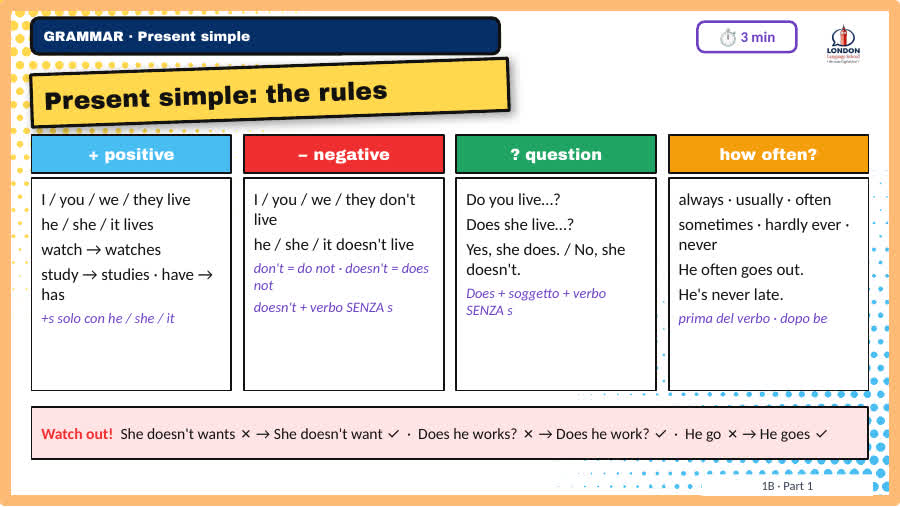 GRAMMAR · Present simple
⏱️ 3 min
LONDON
Language School
Present simple: the rules
+ positive
I / you / we / they live
he / she / it lives
watch → watches
study → studies · have →
has
+s solo con he / she / it
– negative
I / you / we / they don't
live
he / she / it doesn't live
don't = do not · doesn't = does
not
doesn't + verbo SENZA s
? question
Do you live...?
Does she live...?
Yes, she does. / No, she
doesn't.
Does + soggetto + verbo
SENZA s
how often?
always · usually · often
sometimes · hardly ever ·
never
He often goes out.
He's never late.
prima del verbo · dopo be
Watch out! She doesn't wants ✕ → She doesn't want ✓ · Does he works? ✕ → Does he work? ✓ · He go ✕ → He goes ✓
1B · Part 1